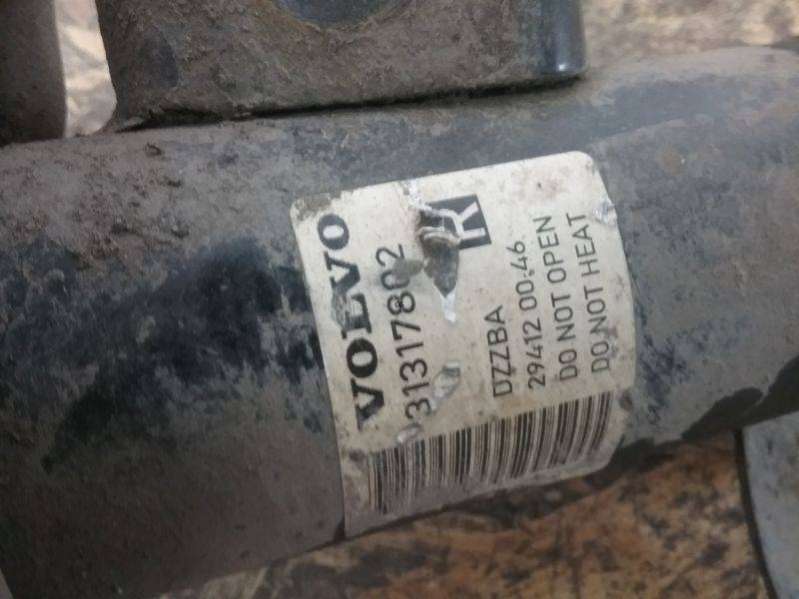 VOLVO
31317802
R
DZZBA
29412 00:46
DO NOT OPEN
DO NOT HEAT